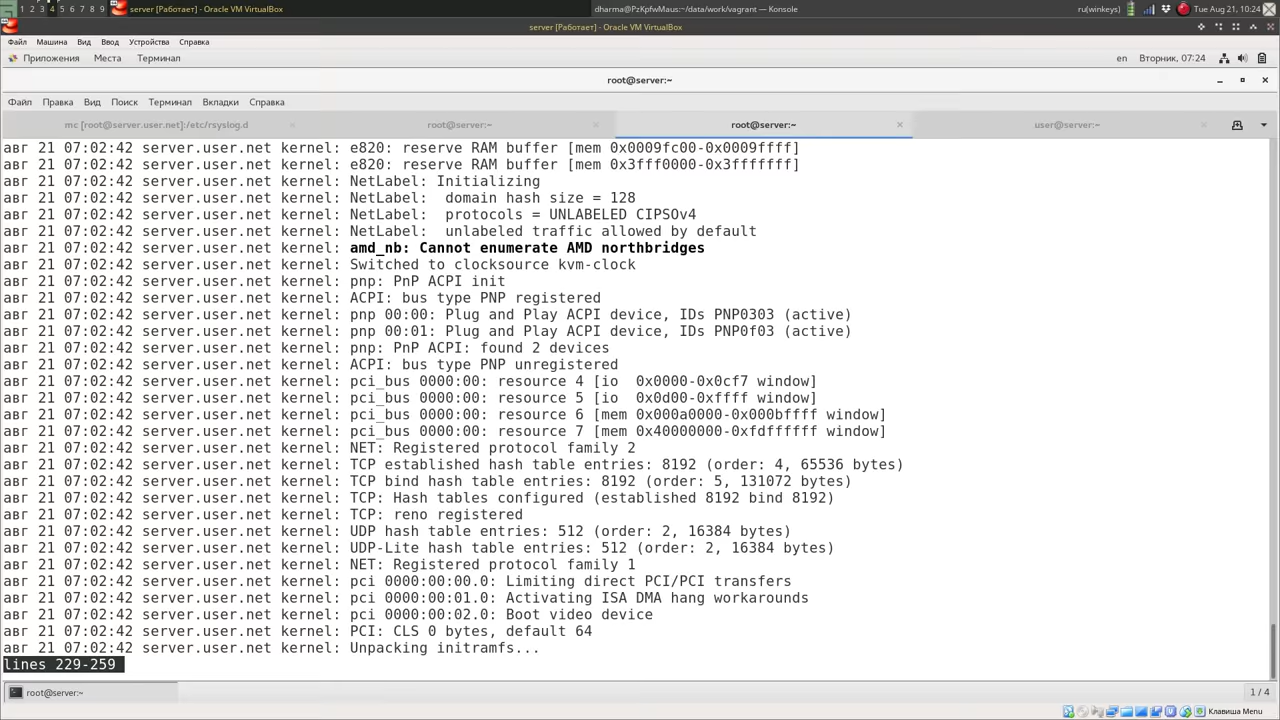 1 2 3 4 5 6 7 8 9 server [Работает] - Oracle VM VirtualBox dharma@PzKpfwMaus:~/data/work/vagrant — Konsole ru(winkeys) Tue Aug 21, 10:24
server [Работает] - Oracle VM VirtualBox
Файл Машина Вид Ввод Устройства Справка
Приложения Места Терминал en Вторник, 07:24
root@server:~
Файл Правка Вид Поиск Терминал Вкладки Справка
mc [root@server.user.net]:/etc/rsyslog.d root@server:~ root@server:~ user@server:~
авг 21 07:02:42 server.user.net kernel: e820: reserve RAM buffer [mem 0x0009fc00-0x0009ffff]
авг 21 07:02:42 server.user.net kernel: e820: reserve RAM buffer [mem 0x3fff0000-0x3fffffff]
авг 21 07:02:42 server.user.net kernel: NetLabel: Initializing
авг 21 07:02:42 server.user.net kernel: NetLabel:  domain hash size = 128
авг 21 07:02:42 server.user.net kernel: NetLabel:  protocols = UNLABELED CIPSOv4
авг 21 07:02:42 server.user.net kernel: NetLabel:  unlabeled traffic allowed by default
авг 21 07:02:42 server.user.net kernel: amd_nb: Cannot enumerate AMD northbridges
авг 21 07:02:42 server.user.net kernel: Switched to clocksource kvm-clock
авг 21 07:02:42 server.user.net kernel: pnp: PnP ACPI init
авг 21 07:02:42 server.user.net kernel: ACPI: bus type PNP registered
авг 21 07:02:42 server.user.net kernel: pnp 00:00: Plug and Play ACPI device, IDs PNP0303 (active)
авг 21 07:02:42 server.user.net kernel: pnp 00:01: Plug and Play ACPI device, IDs PNP0f03 (active)
авг 21 07:02:42 server.user.net kernel: pnp: PnP ACPI: found 2 devices
авг 21 07:02:42 server.user.net kernel: ACPI: bus type PNP unregistered
авг 21 07:02:42 server.user.net kernel: pci_bus 0000:00: resource 4 [io  0x0000-0x0cf7 window]
авг 21 07:02:42 server.user.net kernel: pci_bus 0000:00: resource 5 [io  0x0d00-0xffff window]
авг 21 07:02:42 server.user.net kernel: pci_bus 0000:00: resource 6 [mem 0x000a0000-0x000bffff window]
авг 21 07:02:42 server.user.net kernel: pci_bus 0000:00: resource 7 [mem 0x40000000-0xfdffffff window]
авг 21 07:02:42 server.user.net kernel: NET: Registered protocol family 2
авг 21 07:02:42 server.user.net kernel: TCP established hash table entries: 8192 (order: 4, 65536 bytes)
авг 21 07:02:42 server.user.net kernel: TCP bind hash table entries: 8192 (order: 5, 131072 bytes)
авг 21 07:02:42 server.user.net kernel: TCP: Hash tables configured (established 8192 bind 8192)
авг 21 07:02:42 server.user.net kernel: TCP: reno registered
авг 21 07:02:42 server.user.net kernel: UDP hash table entries: 512 (order: 2, 16384 bytes)
авг 21 07:02:42 server.user.net kernel: UDP-Lite hash table entries: 512 (order: 2, 16384 bytes)
авг 21 07:02:42 server.user.net kernel: NET: Registered protocol family 1
авг 21 07:02:42 server.user.net kernel: pci 0000:00:00.0: Limiting direct PCI/PCI transfers
авг 21 07:02:42 server.user.net kernel: pci 0000:00:01.0: Activating ISA DMA hang workarounds
авг 21 07:02:42 server.user.net kernel: pci 0000:00:02.0: Boot video device
авг 21 07:02:42 server.user.net kernel: PCI: CLS 0 bytes, default 64
авг 21 07:02:42 server.user.net kernel: Unpacking initramfs...
lines 229-259
root@server:~ 1 / 4
Клавиша Menu